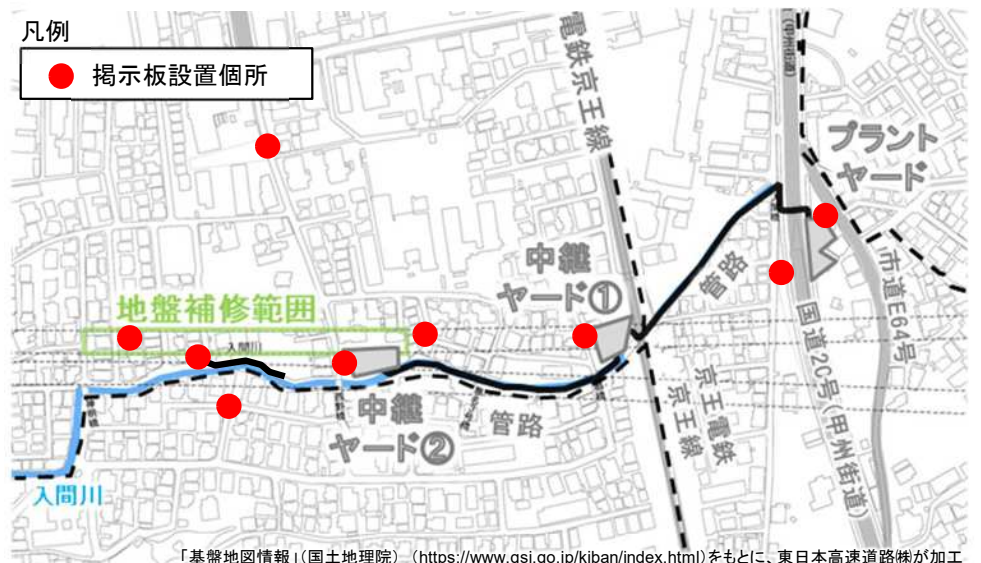 凡例
掲示板設置個所
電鉄京王線
(甲州街道)
プラント
ヤード
中継
ヤード①
管路
市道E64号
地盤補修範囲
入間川
国道20号(甲州街道)
中継
ヤード②
管路
京王電鉄
京王線
入間川
「基盤地図情報」(国土地理院) (https://www.gsi.go.jp/kiban/index.html)をもとに、東日本高速道路㈱が加工